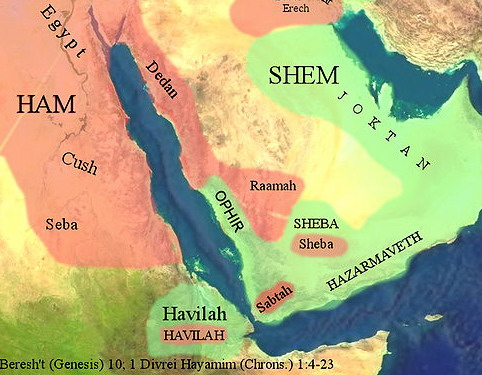 Erech
Egypt
SHEM
Dedan
HAM
JOKTAN
Cush
Raamah
OPHIR
Seba
SHEBA
Sheba
HAZARMAVETH
Sabtah
Havilah
HAVILAH
Beresh't (Genesis) 10; 1 Divrei Hayamim (Chrons.) 1:4-23